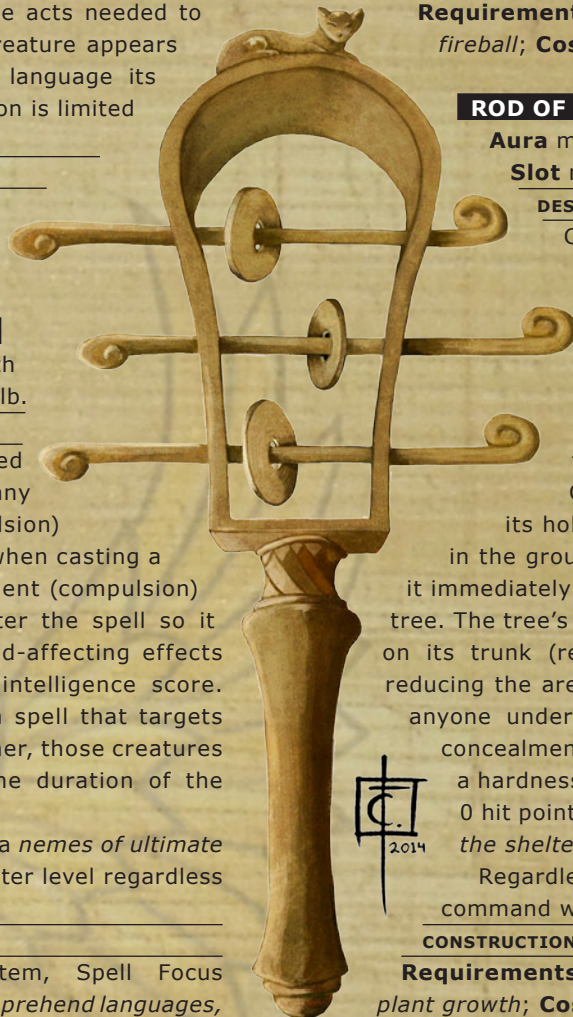 e acts needed to
reature appears
language its
on is limited
th
lb.
ed
any
lsion)
when casting a
ent (compulsion)
ter the spell so it
d-affecting effects
intelligence score.
spell that targets
her, those creatures
he duration of the
a nemes of ultimate
ter level regardless
tem, Spell Focus
prehend languages,
Requirement
fireball; Cos
ROD OF
Aura m
Slot
DES
its hol
in the grou
it immediately
tree. The tree's
on its trunk (re
reducing the are
anyone under
concealmen
a hardness
0 hit point
the shelte
Regardle
command w
CONSTRUCTION
Requirements
plant growth; Cos
C.
2014